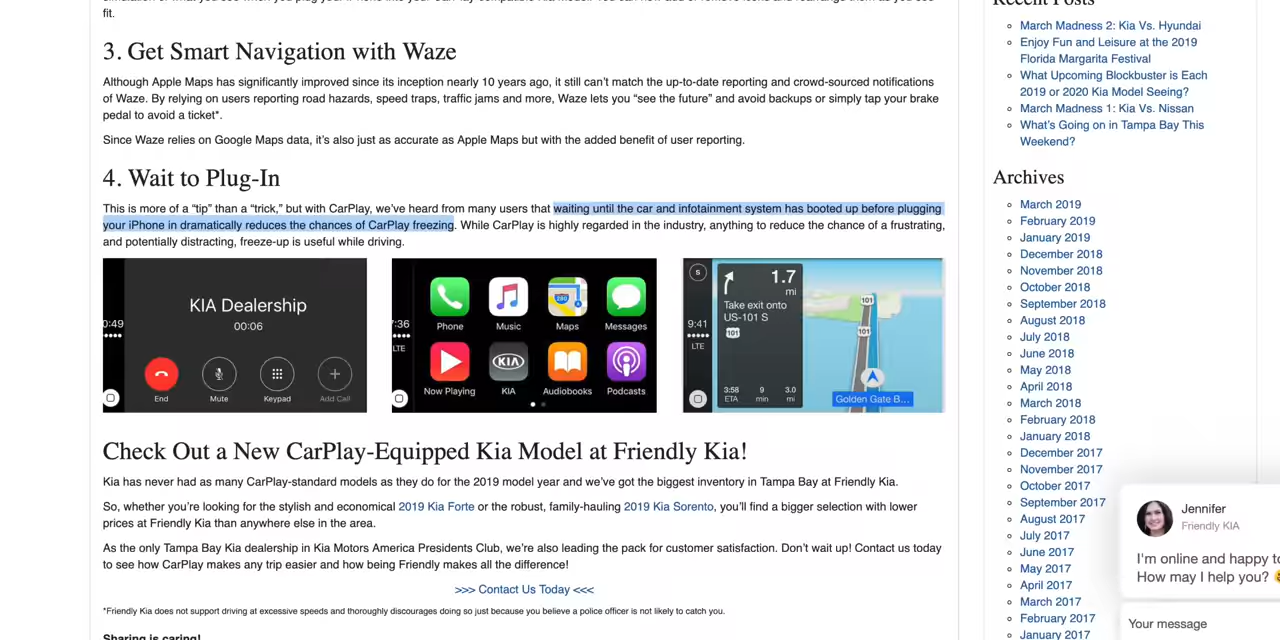 fit.
3. Get Smart Navigation with Waze
Although Apple Maps has significantly improved since its inception nearly 10 years ago, it still can’t match the up-to-date reporting and crowd-sourced notifications
of Waze. By relying on users reporting road hazards, speed traps, traffic jams and more, Waze lets you “see the future” and avoid backups or simply tap your brake
pedal to avoid a ticket*.
Since Waze relies on Google Maps data, it’s also just as accurate as Apple Maps but with the added benefit of user reporting.
4. Wait to Plug-In
This is more of a “tip” than a “trick,” but with CarPlay, we’ve heard from many users that waiting until the car and infotainment system has booted up before plugging
your iPhone in dramatically reduces the chances of CarPlay freezing. While CarPlay is highly regarded in the industry, anything to reduce the chance of a frustrating,
and potentially distracting, freeze-up is useful while driving.
0:49
KIA Dealership
00:06
End
Mute
Keypad
Add Call
7:36
LTE
Phone
Music
280
Maps
Messages
Now Playing
KIA
KIA
Audiobooks
Podcasts
S
9:41
LTE
1.7
mi
Take exit onto
US-101 S
101
3:58
ETA
9
min
3.0
mi
101
101
Golden Gate B...
Check Out a New CarPlay-Equipped Kia Model at Friendly Kia!
Kia has never had as many CarPlay-standard models as they do for the 2019 model year and we’ve got the biggest inventory in Tampa Bay at Friendly Kia.
So, whether you’re looking for the stylish and economical 2019 Kia Forte or the robust, family-hauling 2019 Kia Sorento, you’ll find a bigger selection with lower
prices at Friendly Kia than anywhere else in the area.
As the only Tampa Bay Kia dealership in Kia Motors America Presidents Club, we’re also leading the pack for customer satisfaction. Don’t wait up! Contact us today
to see how CarPlay makes any trip easier and how being Friendly makes all the difference!
>>> Contact Us Today <<<
*Friendly Kia does not support driving at excessive speeds and thoroughly discourages doing so just because you believe a police officer is not likely to catch you.
Sharing is caring!
Recent Posts
March Madness 2: Kia Vs. Hyundai
Enjoy Fun and Leisure at the 2019
Florida Margarita Festival
What Upcoming Blockbuster is Each
2019 or 2020 Kia Model Seeing?
March Madness 1: Kia Vs. Nissan
What’s Going on in Tampa Bay This
Weekend?
Archives
March 2019
February 2019
January 2019
December 2018
November 2018
October 2018
September 2018
August 2018
July 2018
June 2018
May 2018
April 2018
March 2018
February 2018
January 2018
December 2017
November 2017
October 2017
September 2017
August 2017
July 2017
June 2017
May 2017
April 2017
March 2017
February 2017
January 2017
Jennifer
Friendly KIA
I'm online and happy to
How may I help you?
Your message